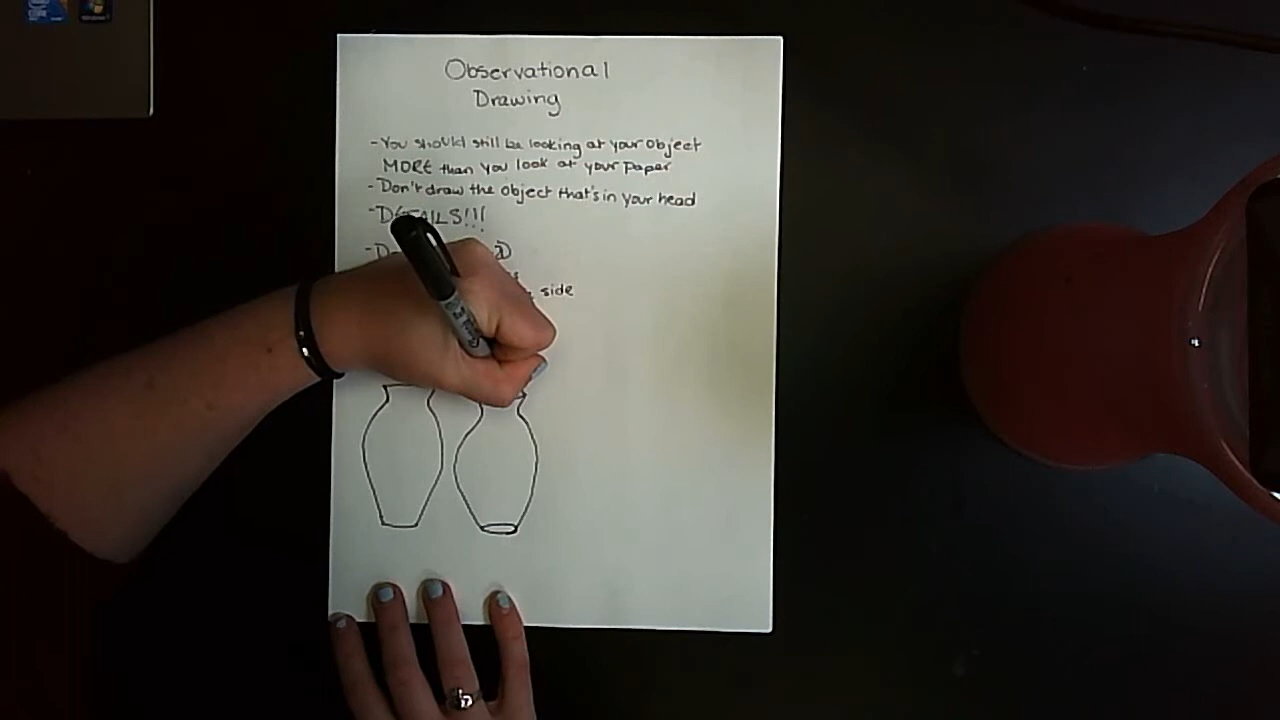 Observational
Drawing
- You should still be looking at your object
MORE than you look at your paper
- Don't draw the object that's in your head
- DETAILS!!!
side